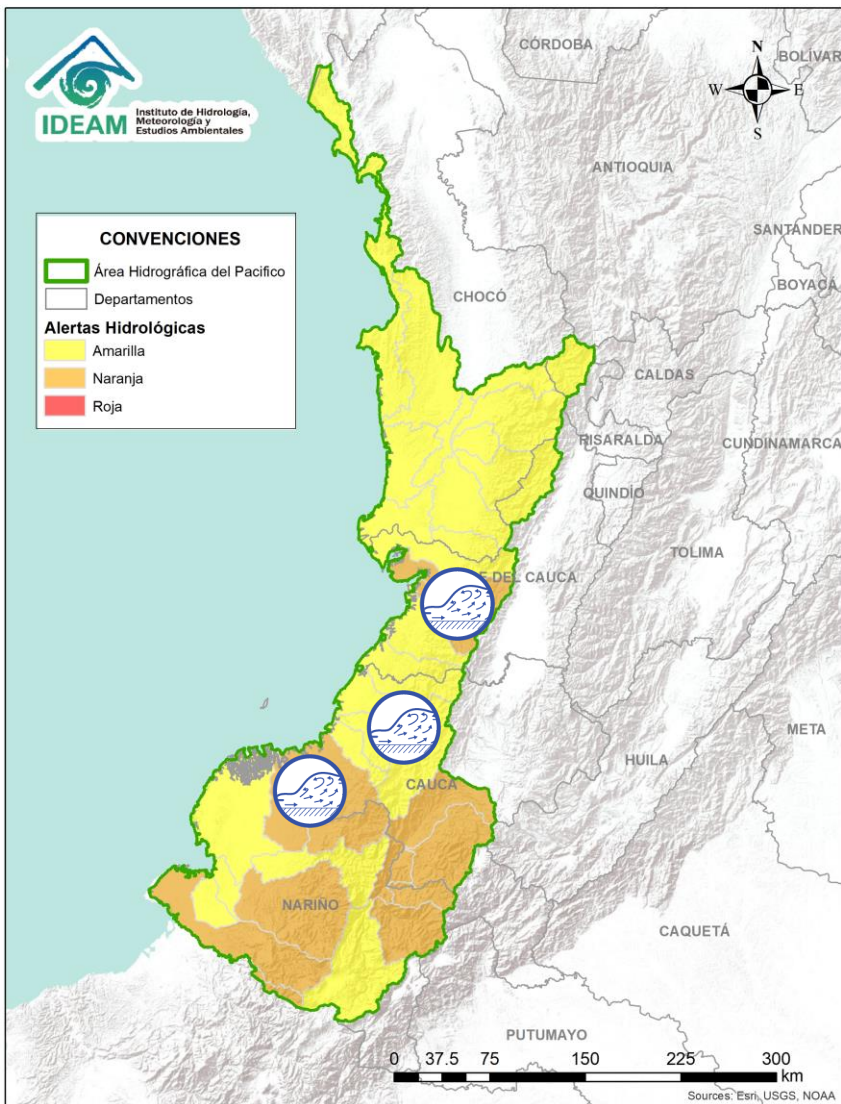 IDEAM
Instituto de Hidrología,
Meteorología y
Estudios Ambientales
CÓRDOBA
BOLÍVAR
N
W
E
S
ANTIOQUIA
SANTANDER
BOYACÁ
CONVENCIONES
Área Hidrográfica del Pacifico
Departamentos
Alertas Hidrológicas
Amarilla
Naranja
Roja
CHOCÓ
CALDAS
RISARALDA
CUNDINAMARCA
QUINDÍO
TOLIMA
E DEL CAUCA
META
HUILA
CAUCA
NARIÑO
CAQUETÁ
PUTUMAYO
0 37.5 75 150 225 300
km
Sources: Esri, USGS, NOAA